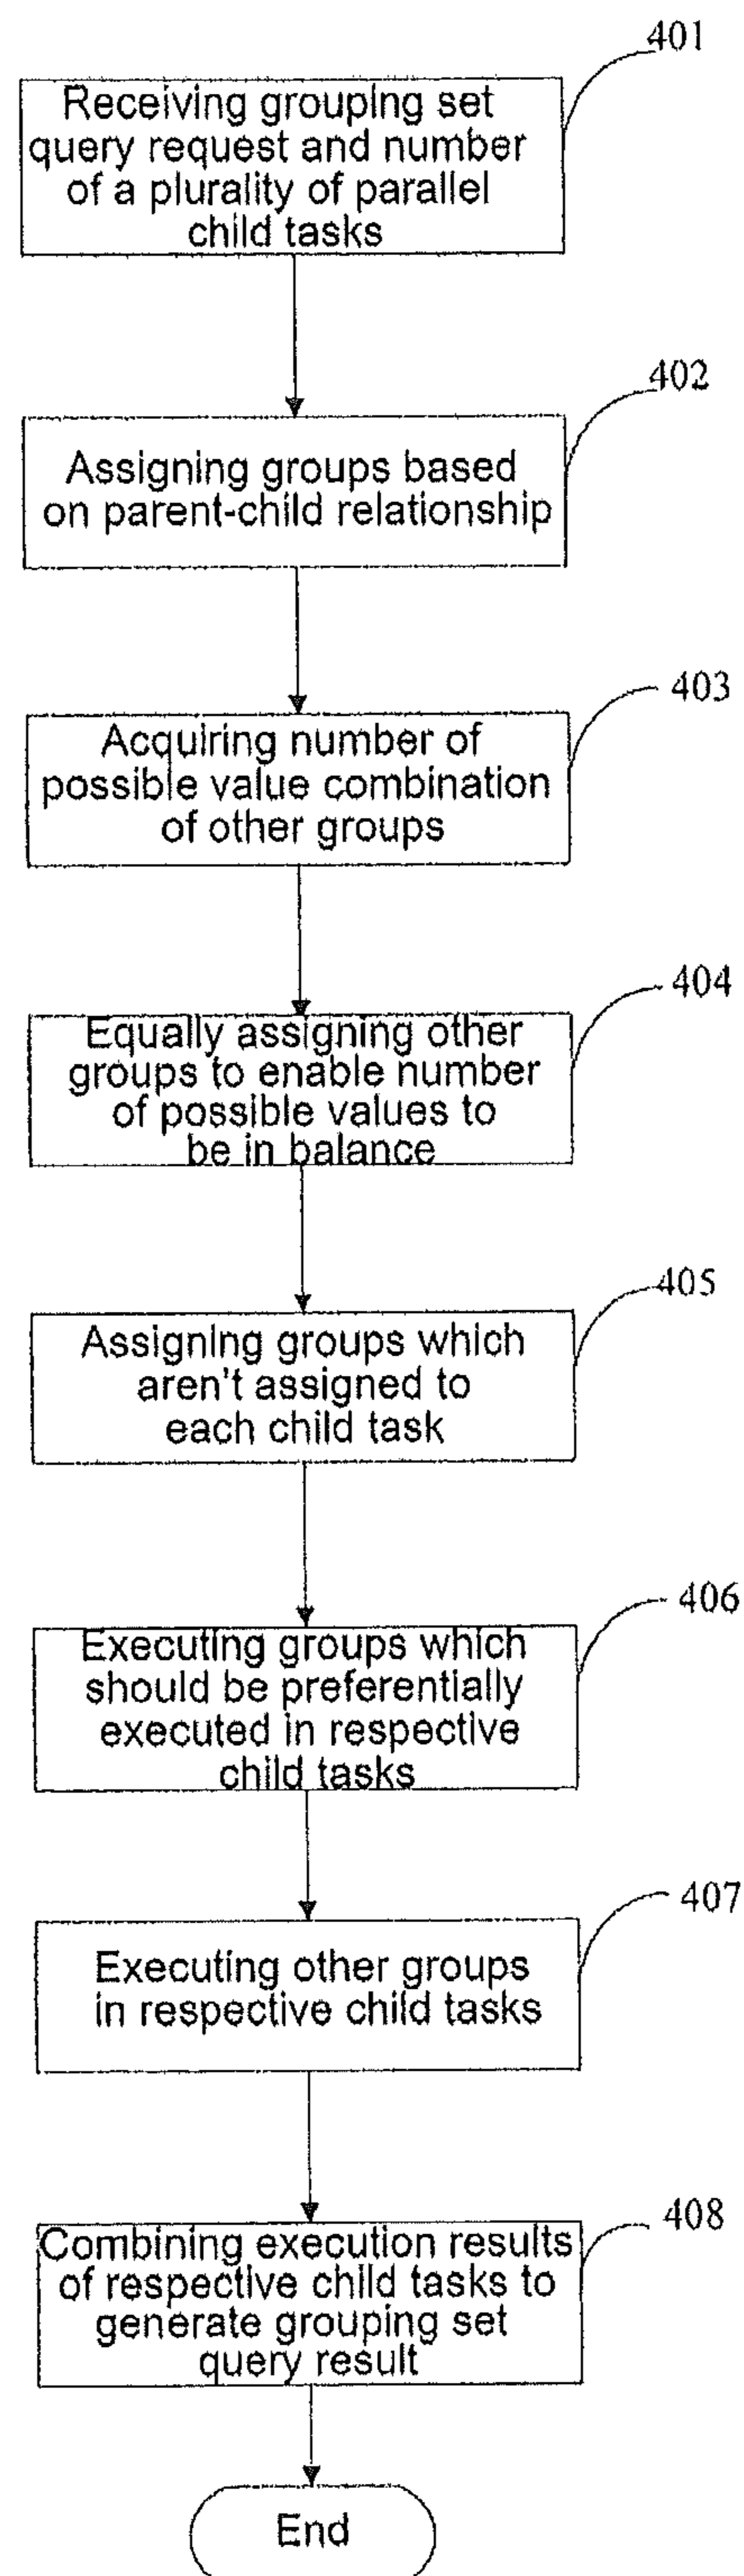 401
Receiving grouping set
query request and number
of a plurality of parallel
child tasks
402
Assigning groups based
on parent-child relationship
403
Acquiring number of
possible value combination
of other groups
404
Equally assigning other
groups to enable number
of possible values to
be in balance
405
Assigning groups which
aren't assigned to
each child task
406
Executing groups which
should be preferentially
executed in respective
child tasks
407
Executing other groups
in respective child tasks
408
Combining execution results
of respective child tasks to
generate grouping set
query result
End